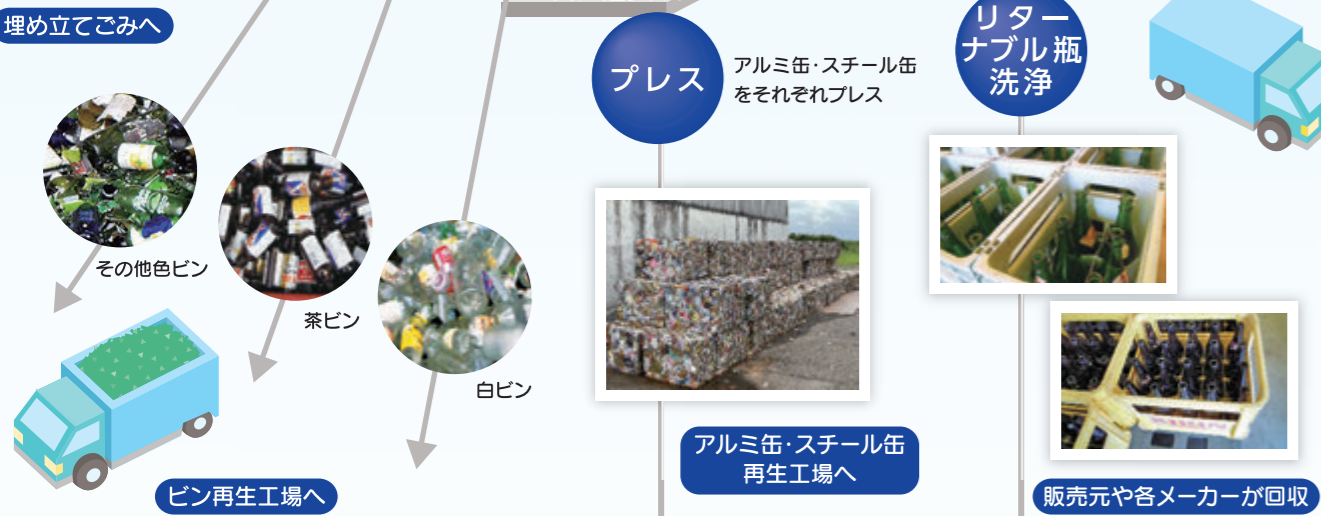 埋め立てごみへ
その他色ビン
茶ビン
白ビン
ビン再生工場へ
プレス
アルミ缶・スチール缶
をそれぞれプレス
アルミ缶・スチール缶
再生工場へ
リター
ナブル瓶
洗浄
販売元や各メーカーが回収